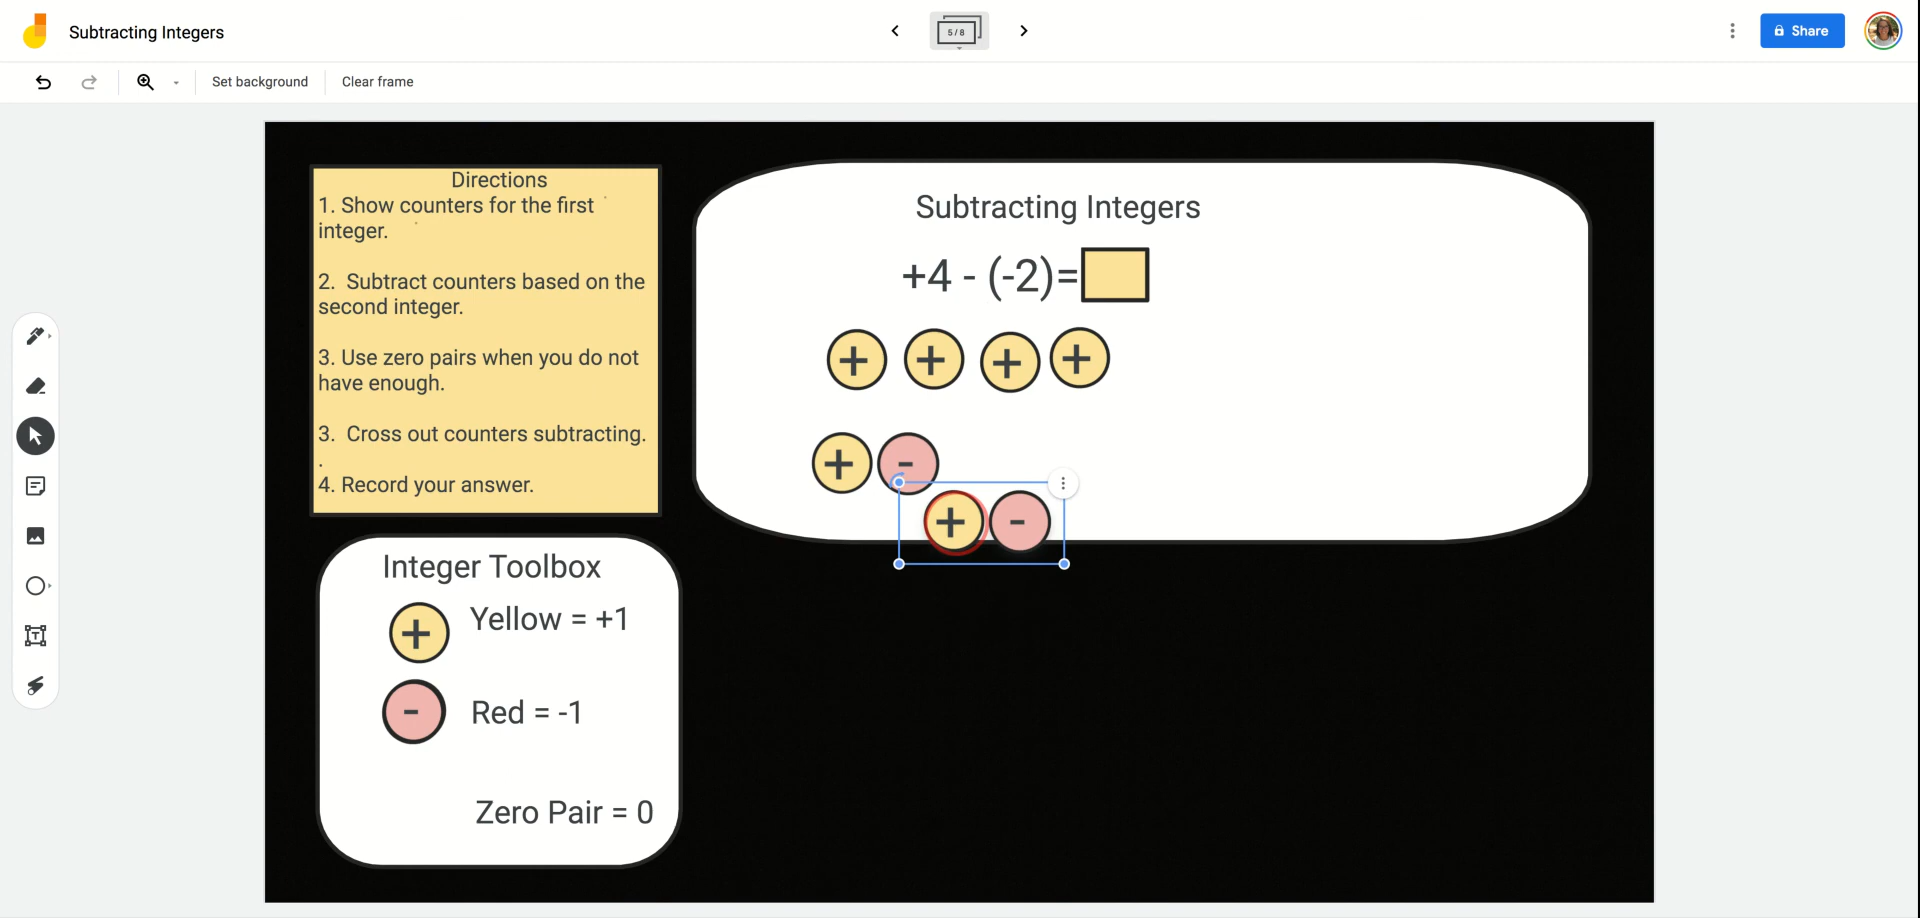 Subtracting Integers
5 / 8
Share
Set background
Clear frame
Directions
1. Show counters for the first
integer.
2. Subtract counters based on the
second integer.
3. Use zero pairs when you do not
have enough.
3. Cross out counters subtracting.
.
4. Record your answer.
Subtracting Integers
+4 - (-2)=
+ + + +
+ -
+ -
Integer Toolbox
+ Yellow = +1
- Red = -1
Zero Pair = 0